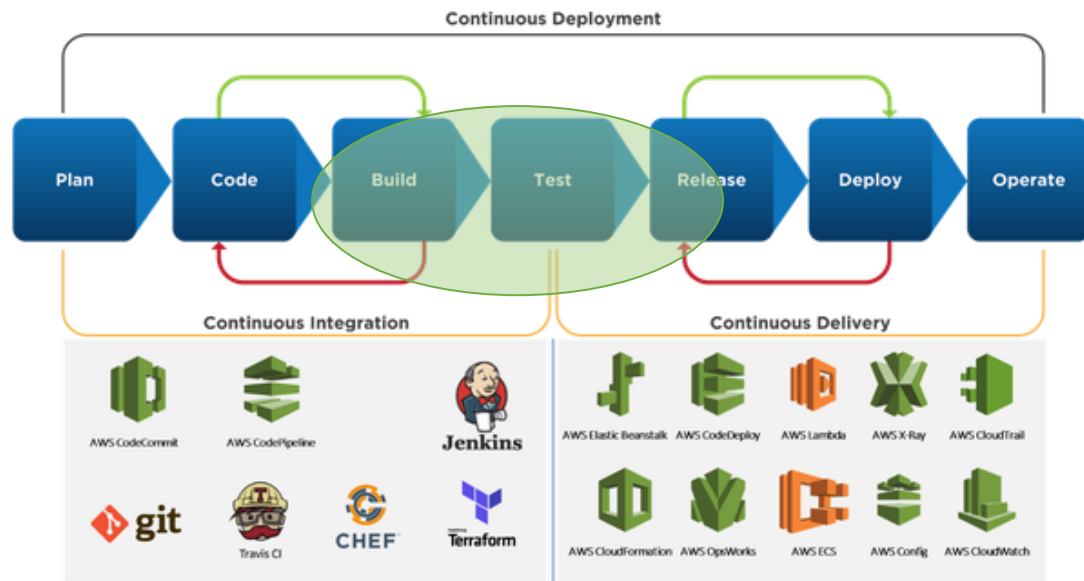 Continuous Deployment
Plan
Code
Build
Test
Release
Deploy
Operate
Continuous Integration
Continuous Delivery
AWS CodeCommit
AWS CodePipeline
Jenkins
AWS Elastic Beanstalk
AWS CodeDeploy
AWS Lambda
AWS X-Ray
AWS CloudTrail
git
T
Travis CI
CHEF
HashiCorp
Terraform
AWS CloudFormation
AWS OpsWorks
AWS ECS
AWS Config
AWS CloudWatch